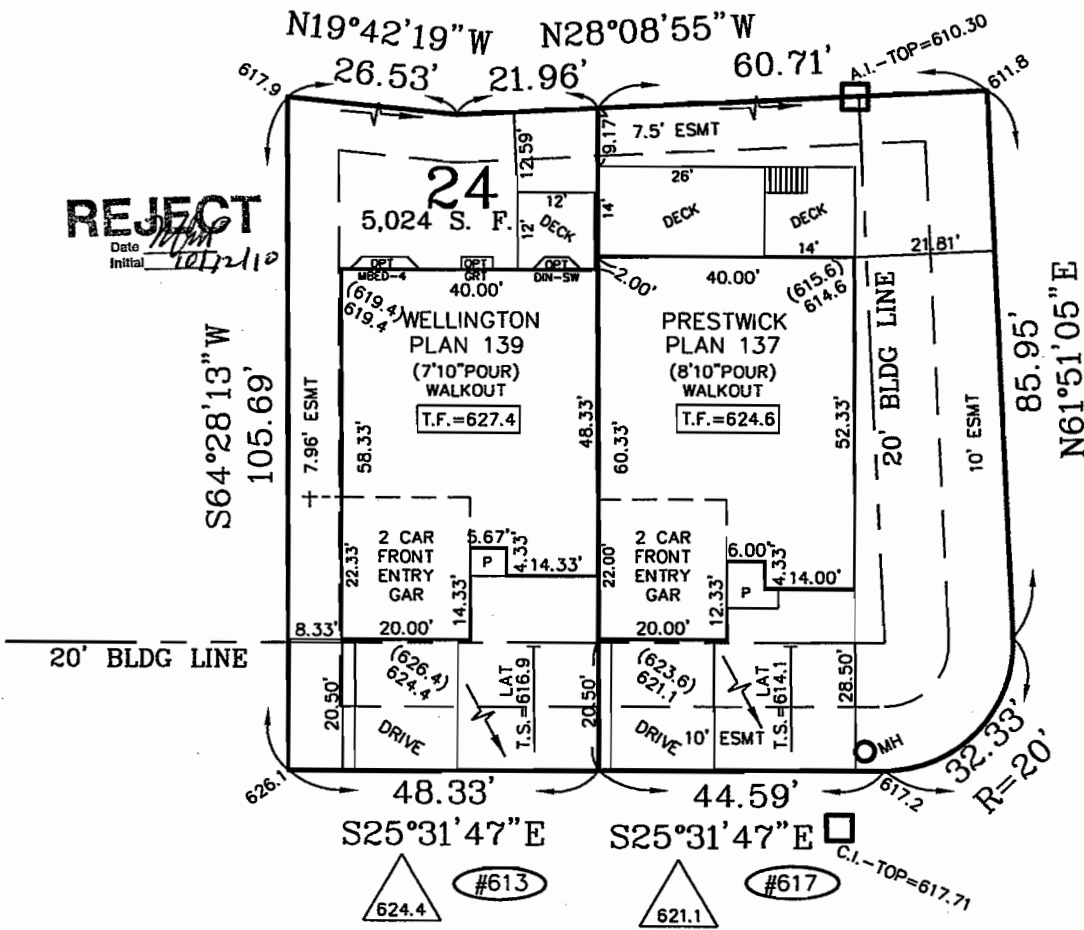 N19°42'19"W
N28°08'55"W
26.53'
21.96'
60.71'
A.I.-TOP=610.30
617.9
611.8
7.5' ESMT
12.59'
9.17'
24
5,024 S. F.
REJECT
Date
Initial
10/12/10
12'
12'
DECK
14'
26'
DECK
DECK
14'
21.81'
OPT
MBED-4
OPT
GRT
OPT
DIN-SW
40.00'
2.00'
40.00'
(619.4)
619.4
(615.6)
614.6
WELLINGTON
PLAN 139
(7'10"POUR)
WALKOUT
T.F.=627.4
PRESTWICK
PLAN 137
(8'10"POUR)
WALKOUT
T.F.=624.6
S64°28'13"W
105.69'
7.96' ESMT
58.33'
48.33'
60.33'
52.33'
20' BLDG LINE
10' ESMT
85.95'
N61°51'05"E
2 CAR
FRONT
ENTRY
GAR
22.33'
14.33'
5.67'
P
4.33'
14.33'
2 CAR
FRONT
ENTRY
GAR
22.00'
12.33'
6.00'
P
4.33'
14.00'
8.33'
20.00'
20.00'
20' BLDG LINE
20.50'
(626.4)
624.4
DRIVE
LAT
T.S.=616.9
20.50'
(623.6)
621.1
DRIVE
10' ESMT
LAT
T.S.=614.1
28.50'
MH
32.33'
R=20'
626.1
617.2
48.33'
44.59'
S25°31'47"E
S25°31'47"E
C.I.-TOP=617.71
624.4
#613
621.1
#617